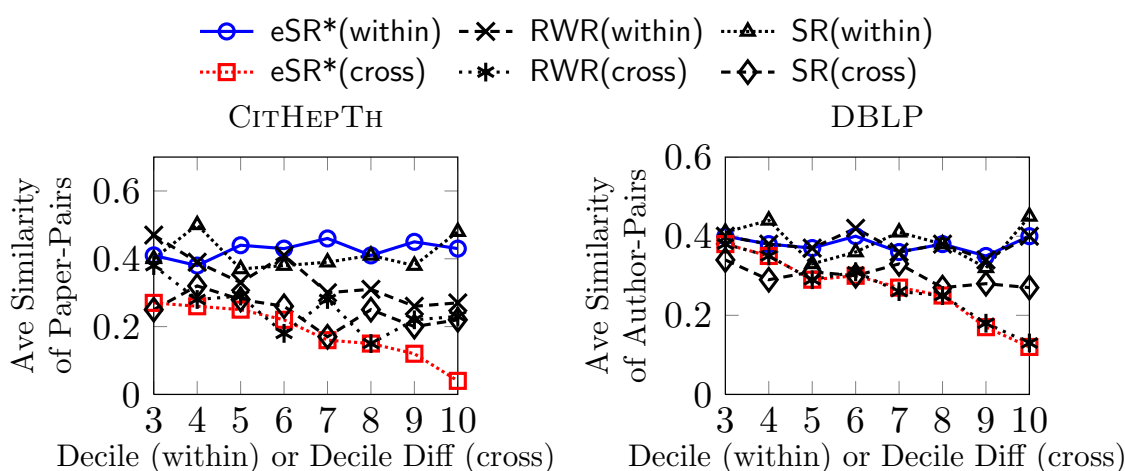 eSR*(within) RWR(within) SR(within)
eSR*(cross) RWR(cross) SR(cross)
CITHEPTH
DBLP
Ave Similarity
of Paper-Pairs
0.6
0.4
0.2
0
3 4 5 6 7 8 9 10
Decile (within) or Decile Diff (cross)
Ave Similarity
of Author-Pairs
0.6
0.4
0.2
0
3 4 5 6 7 8 9 10
Decile (within) or Decile Diff (cross)